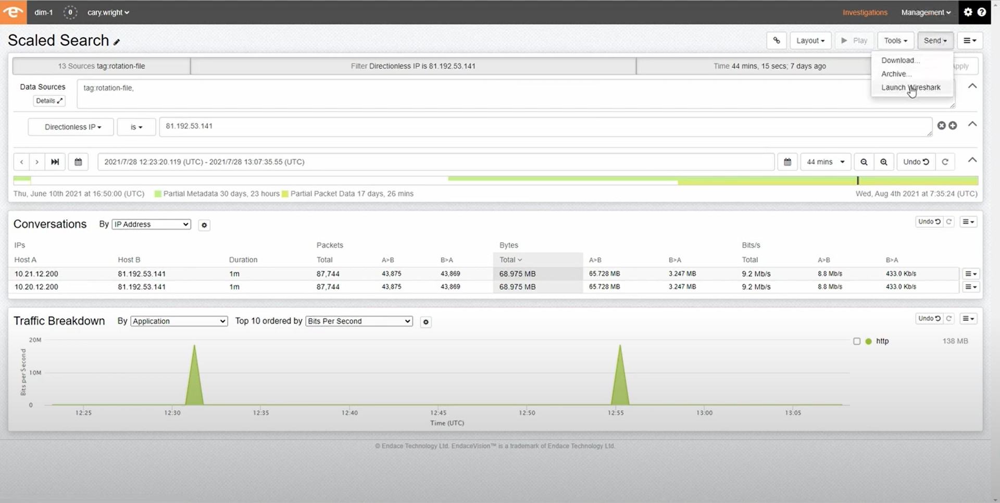 dim-1 0 cary.wright Investigations Management
Scaled Search Layout Play Tools Send
Download...
Archive...
Launch Wireshark
13 Sources tag:rotation-file Filter Directionless IP is 81.192.53.141 Time 44 mins, 15 secs; 7 days ago
Data Sources tag:rotation-file,
Details
Directionless IP is 81.192.53.141
2021/7/28 12:23:20.119 (UTC) - 2021/7/28 13:07:35.55 (UTC) 44 mins Undo
Thu, June 10th 2021 at 16:50:00 (UTC) Partial Metadata 30 days, 23 hours Partial Packet Data 17 days, 26 mins Wed, Aug 4th 2021 at 7:35:24 (UTC)
Conversations By IP Address Undo
IPs Packets Bytes Bits/s
Host A Host B Duration Total A>B B>A Total A>B B>A Total A>B B>A
10.21.12.200 81.192.53.141 1m 87,744 43,875 43,869 68.975 MB 65.728 MB 3.247 MB 9.2 Mb/s 8.8 Mb/s 433.0 Kb/s
10.20.12.200 81.192.53.141 1m 87,744 43,875 43,869 68.975 MB 65.728 MB 3.247 MB 9.2 Mb/s 8.8 Mb/s 433.0 Kb/s
Traffic Breakdown By Application Top 10 ordered by Bits Per Second Undo
20M
10M
0
Bits per Second
http 138 MB
12:25 12:30 12:35 12:40 12:45 12:50 12:55 13:00 13:05
Time (UTC)
© Endace Technology Ltd. EndaceVision™ is a trademark of Endace Technology Ltd.